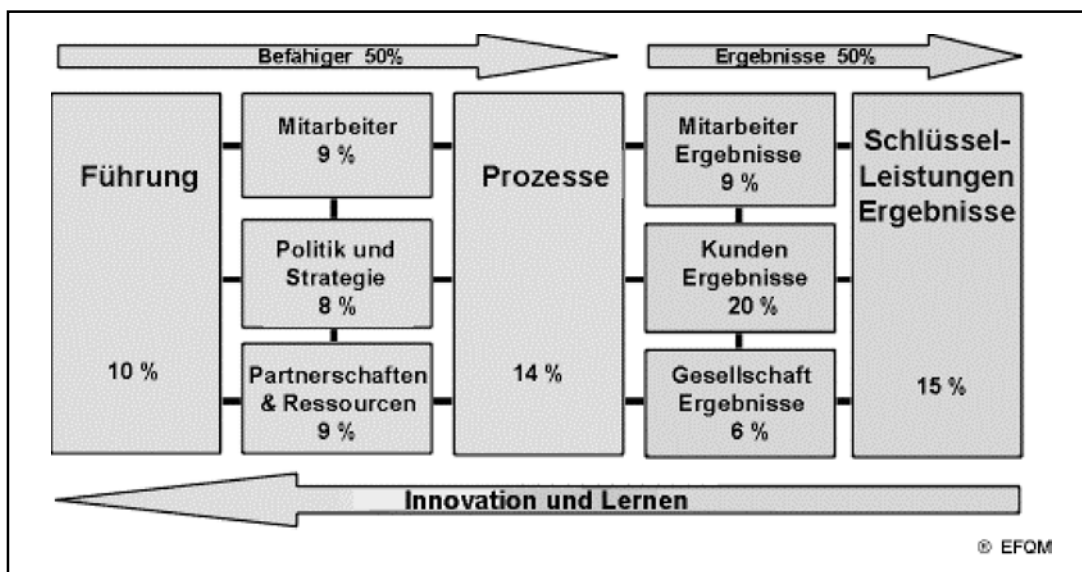 Befähiger 50%
Ergebnisse 50%
Führung
10 %
Mitarbeiter
9 %
Politik und
Strategie
8 %
Partnerschaften
& Ressourcen
9 %
Prozesse
14 %
Mitarbeiter
Ergebnisse
9 %
Kunden
Ergebnisse
20 %
Gesellschaft
Ergebnisse
6 %
Schlüssel-
Leistungen
Ergebnisse
15 %
Innovation und Lernen
® EFQM